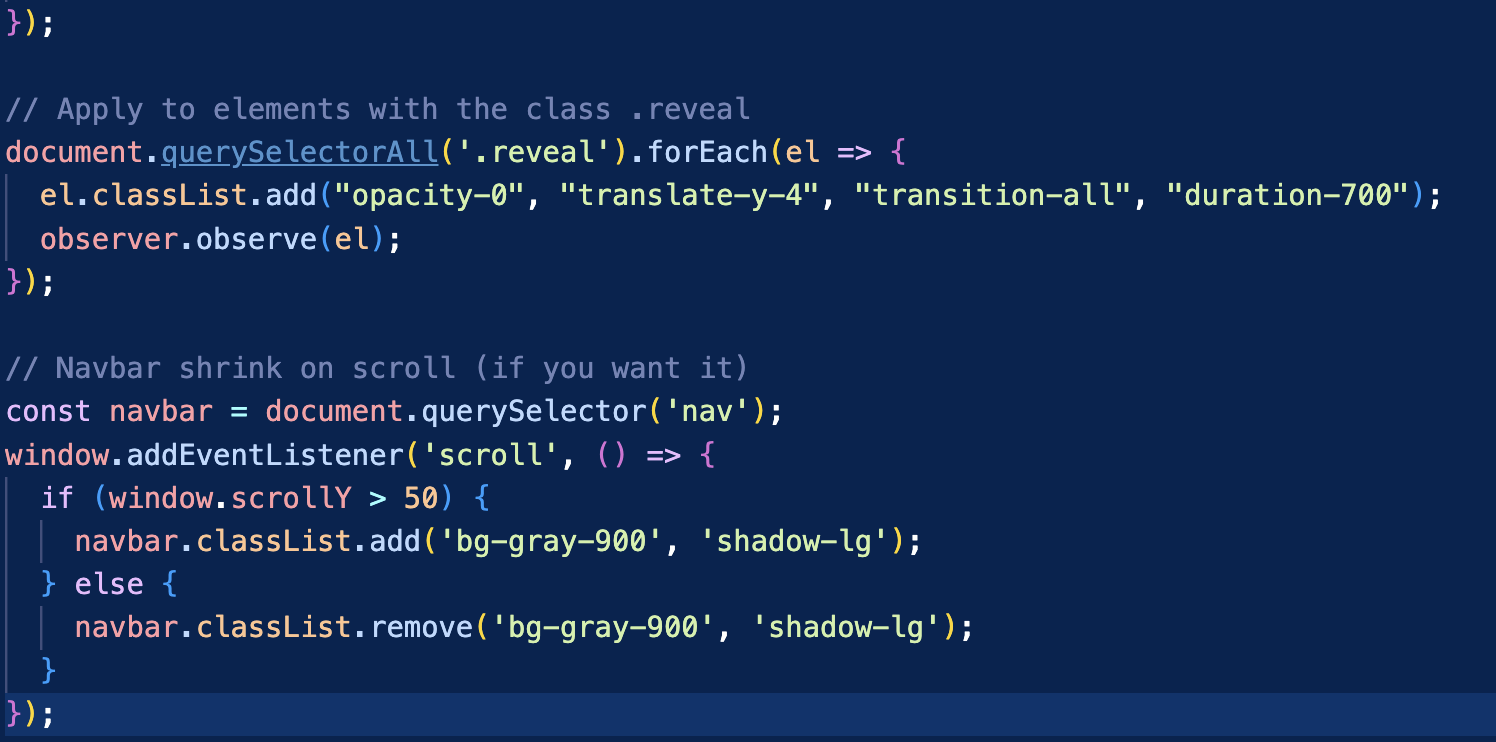 });
// Apply to elements with the class .reveal
document.querySelectorAll('.reveal').forEach(el => {
  el.classList.add("opacity-0", "translate-y-4", "transition-all", "duration-700");
  observer.observe(el);
});
// Navbar shrink on scroll (if you want it)
const navbar = document.querySelector('nav');
window.addEventListener('scroll', () => {
  if (window.scrollY > 50) {
    navbar.classList.add('bg-gray-900', 'shadow-lg');
  } else {
    navbar.classList.remove('bg-gray-900', 'shadow-lg');
  }
});